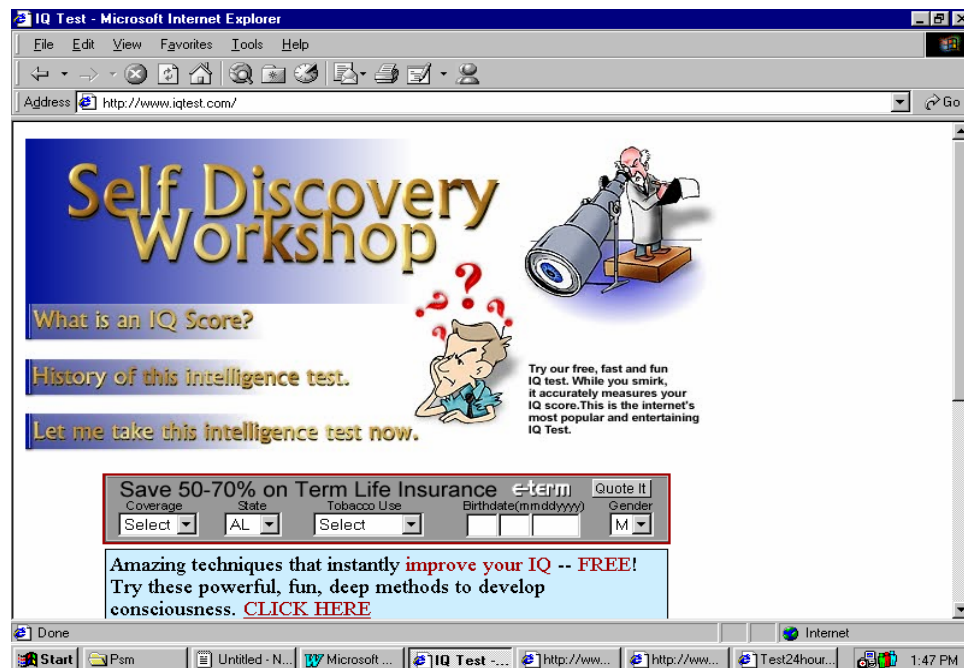 IQ Test - Microsoft Internet Explorer
File Edit View Favorites Tools Help
Address http://www.iqtest.com/ Go
Self Discovery
Workshop
What is an IQ Score?
History of this intelligence test.
Let me take this intelligence test now.
? ? ? ?
Try our free, fast and fun
IQ test. While you smirk,
it accurately measures your
IQ score.This is the internet's
most popular and entertaining
IQ Test.
Save 50-70% on Term Life Insurance e-term Quote It
Coverage State Tobacco Use Birthdate(mmddyyyy) Gender
Select AL Select M
Amazing techniques that instantly improve your IQ -- FREE!
Try these powerful, fun, deep methods to develop
consciousness. CLICK HERE
Done Internet
Start Psm Untitled - N... Microsoft ... IQ Test -... http://ww... http://ww... Test24hour... 1:47 PM